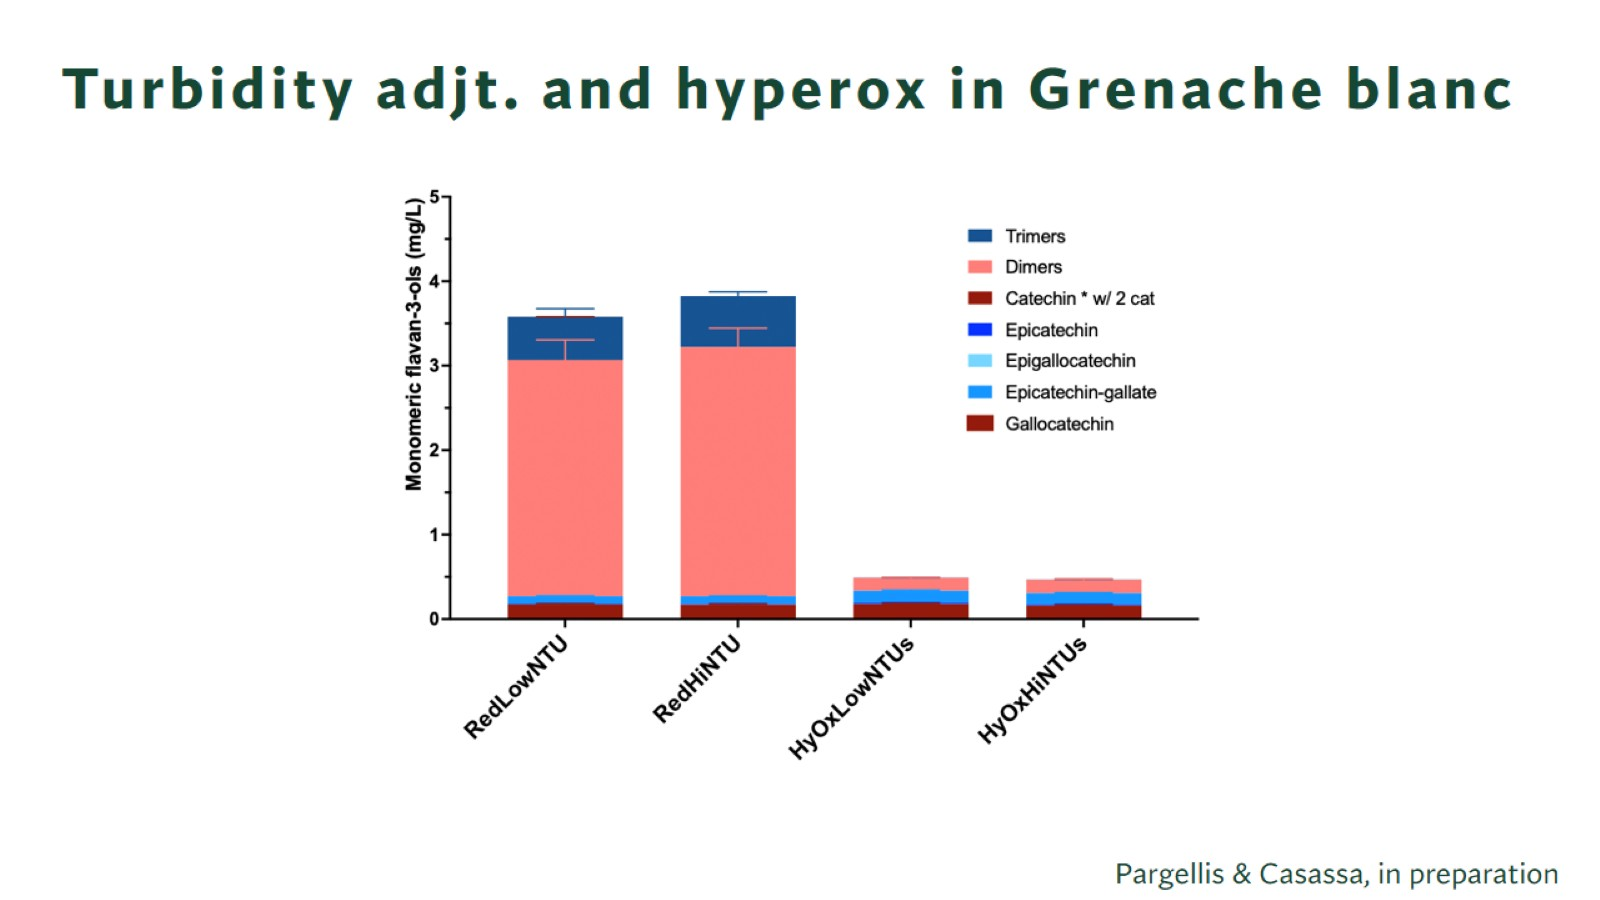 Turbidity adjt. and hyperox in Grenache blanc
Monomeric flavan-3-ols (mg/L)
5
4
3
2
1
0
Trimers
Dimers
Catechin * w/ 2 cat
Epicatechin
Epigallocatechin
Epicatechin-gallate
Gallocatechin
RedLowNTU
RedHiNTU
HyOxLowNTUs
HyOxHiNTUs
Pargellis & Casassa, in preparation